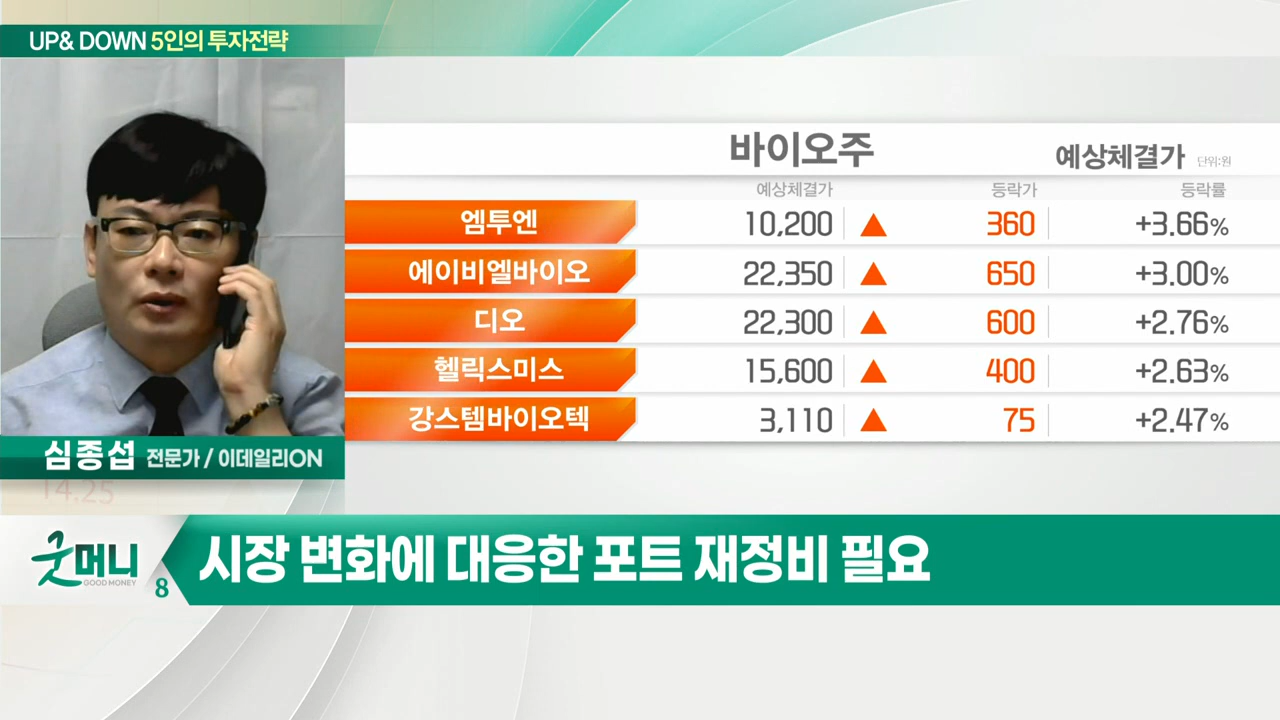 UP& DOWN 5인의 투자전략
바이오주 예상체결가 단위:원
예상체결가 등락가 등락률
엠투엔 10,200 ▲ 360 +3.66%
에이비엘바이오 22,350 ▲ 650 +3.00%
디오 22,300 ▲ 600 +2.76%
헬릭스미스 15,600 ▲ 400 +2.63%
강스템바이오텍 3,110 ▲ 75 +2.47%
심종섭 전문가 / 이데일리ON
14.25
굿머니 GOOD MONEY 8
시장 변화에 대응한 포트 재정비 필요